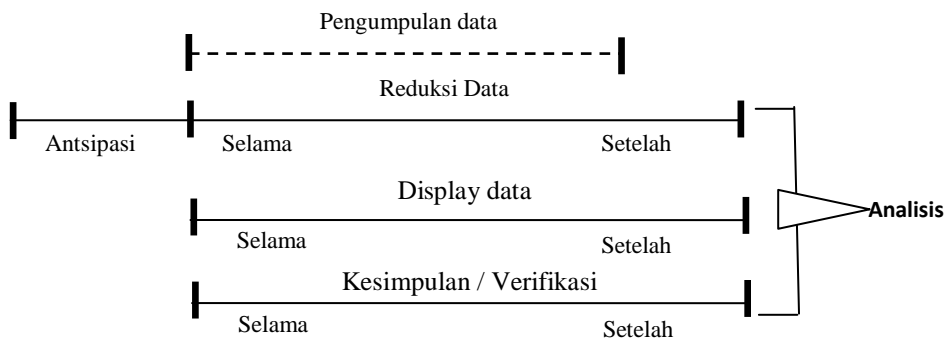 Pengumpulan data
Reduksi Data
Antsipasi Selama Setelah
Display data
Analisis
Selama Setelah
Kesimpulan / Verifikasi
Selama Setelah